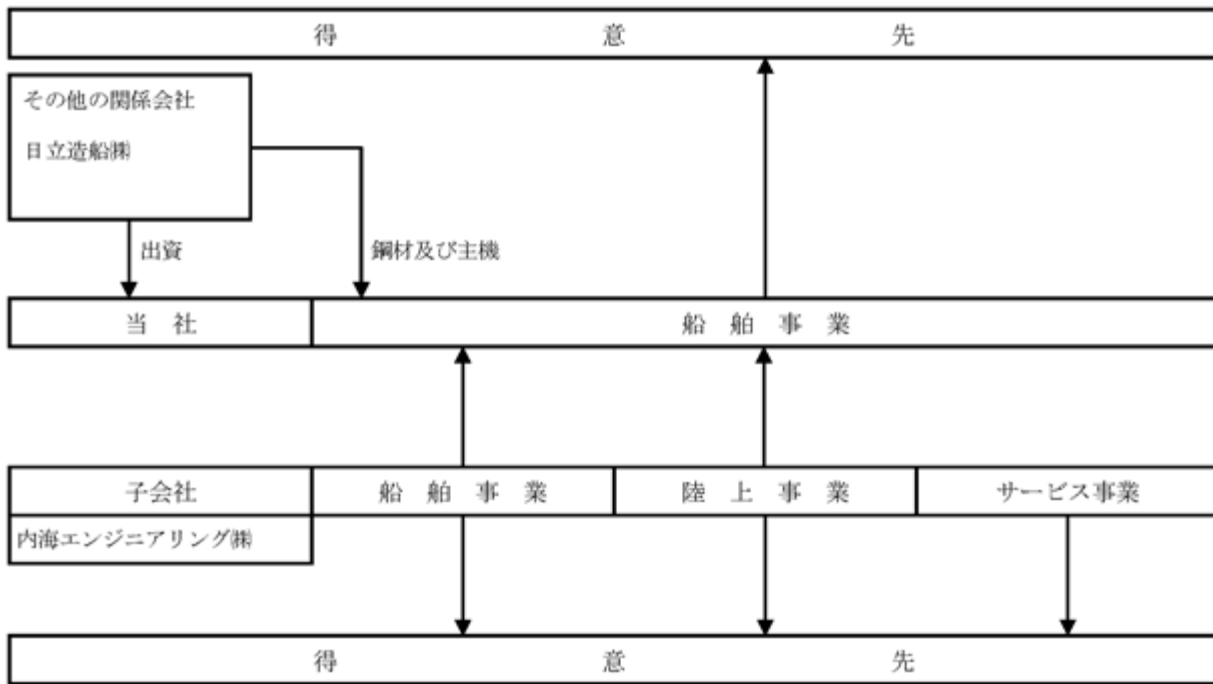 得意先
その他の関係会社
日立造船㈱
出資
鋼材及び主機
当社
船舶事業
子会社
船舶事業
陸上事業
サービス事業
内海エンジニアリング㈱
得意先